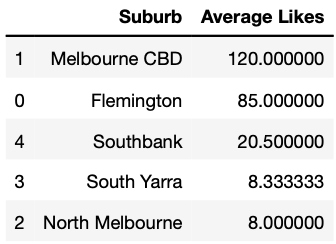 Suburb Average Likes
1 Melbourne CBD 120.000000
0 Flemington 85.000000
4 Southbank 20.500000
3 South Yarra 8.333333
2 North Melbourne 8.000000